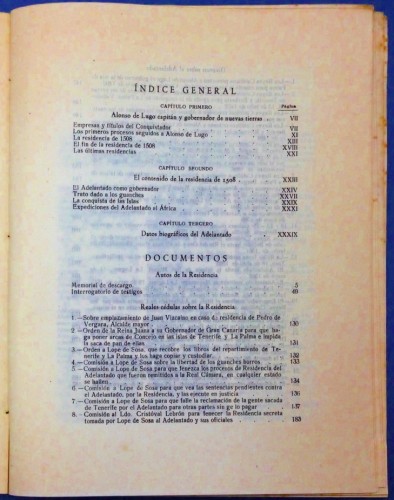 ÍNDICE GENERAL
CAPÍTULO PRIMERO
Página
Alonso de Lugo capitán y gobernador de nuevas tierras VII
Empresas y títulos del Conquistador VII
Los primeros procesos seguidos a Alonso de Lugo XI
La residencia de 1508 XIII
El fin de la residencia de 1508 XVIII
Las últimas residencias XXI
CAPÍTULO SEGUNDO
El contenido de la residencia de 1508 XXIII
El Adelantado como gobernador XXIV
Trato dado a los guanches XXVII
La conquista de las Islas XXIX
Expediciones del Adelantado al África XXXI
CAPÍTULO TERCERO
Datos biográficos del Adelantado XXXIX
DOCUMENTOS
Autos de la Residencia
Memorial de descargo 3
Interrogatorio de testigos
Reales cédulas sobre la Residencia
1.—Sobre emplazamiento de Juan Vizcaíno en caso de residencia de Pedro de
Vergara, Alcalde mayor 130
2.—Orden de la Reina Juana a su Gobernador de Gran Canaria para que haga
poner arcas de Concejo en las islas de Tenerife y La Palma e impida
la saca de pan de ellas 131
3.—Orden a Lope de Sosa, que recobre los libros del repartimiento de Tenerife
y La Palma y los haga copiar y custodiar 132
4.—Comisión a Lope de Sosa sobre la libertad de los guanches horros 133
5.—Comisión a Lope de Sosa para que fenezca los procesos de Residencia del
Adelantado que fueron remitidos a la Real Cámara, en cualquier estado
se hallen 134
6.—Comisión a Lope de Sosa para que vea las sentencias pendientes contra
el Adelantado, por la Residencia, y las ejecute en justicia 136
7.—Comisión a Lope de Sosa para que falle la reclamación de la gente sacada
de Tenerife por el Adelantado para otras partes sin ge lo pagar 137
8.—Comisión al Ldo. Cristóval Lebrón para fenecer la Residencia secreta
tomada por Lope de Sosa al Adelantado y sus oficiales